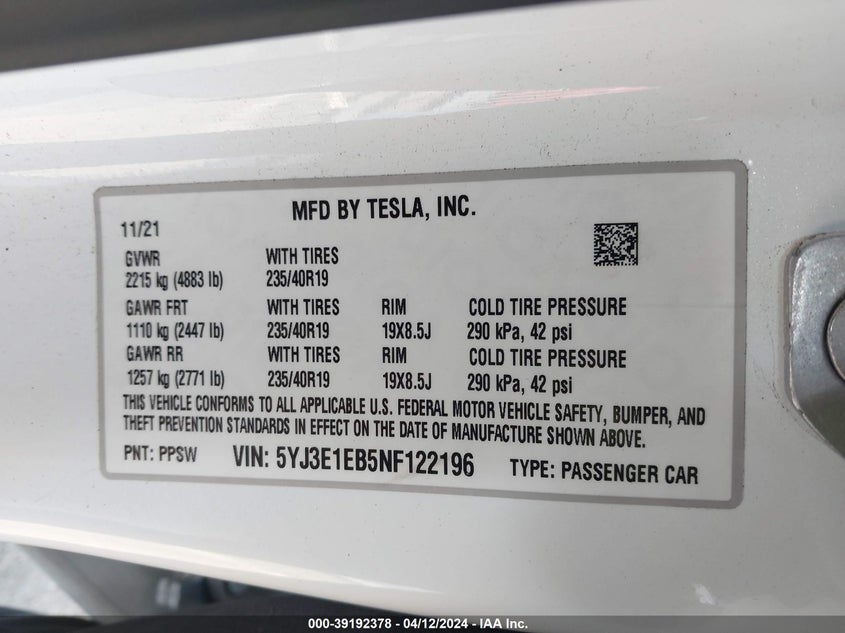 MFD BY TESLA, INC.
11/21
GVWR WITH TIRES
2215 kg (4883 lb) 235/40R19
GAWR FRT WITH TIRES RIM COLD TIRE PRESSURE
1110 kg (2447 lb) 235/40R19 19X8.5J 290 kPa, 42 psi
GAWR RR WITH TIRES RIM COLD TIRE PRESSURE
1257 kg (2771 lb) 235/40R19 19X8.5J 290 kPa, 42 psi
THIS VEHICLE CONFORMS TO ALL APPLICABLE U.S. FEDERAL MOTOR VEHICLE SAFETY, BUMPER, AND
THEFT PREVENTION STANDARDS IN EFFECT ON THE DATE OF MANUFACTURE SHOWN ABOVE.
PNT: PPSW VIN: 5YJ3E1EB5NF122196 TYPE: PASSENGER CAR
000-39192378 - 04/12/2024 - IAA Inc.